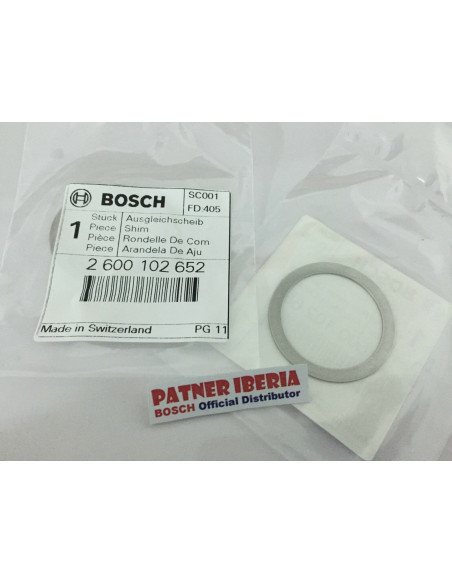 BOSCH
SC001
FD:405
1
Stück Ausgleichscheib
Piece Shim
Pièce Rondelle De Com
Piece Arandela De Aju
2 600 102 652
Made in Switzerland PG 11
PATNER IBERIA
BOSCH Official Distributor